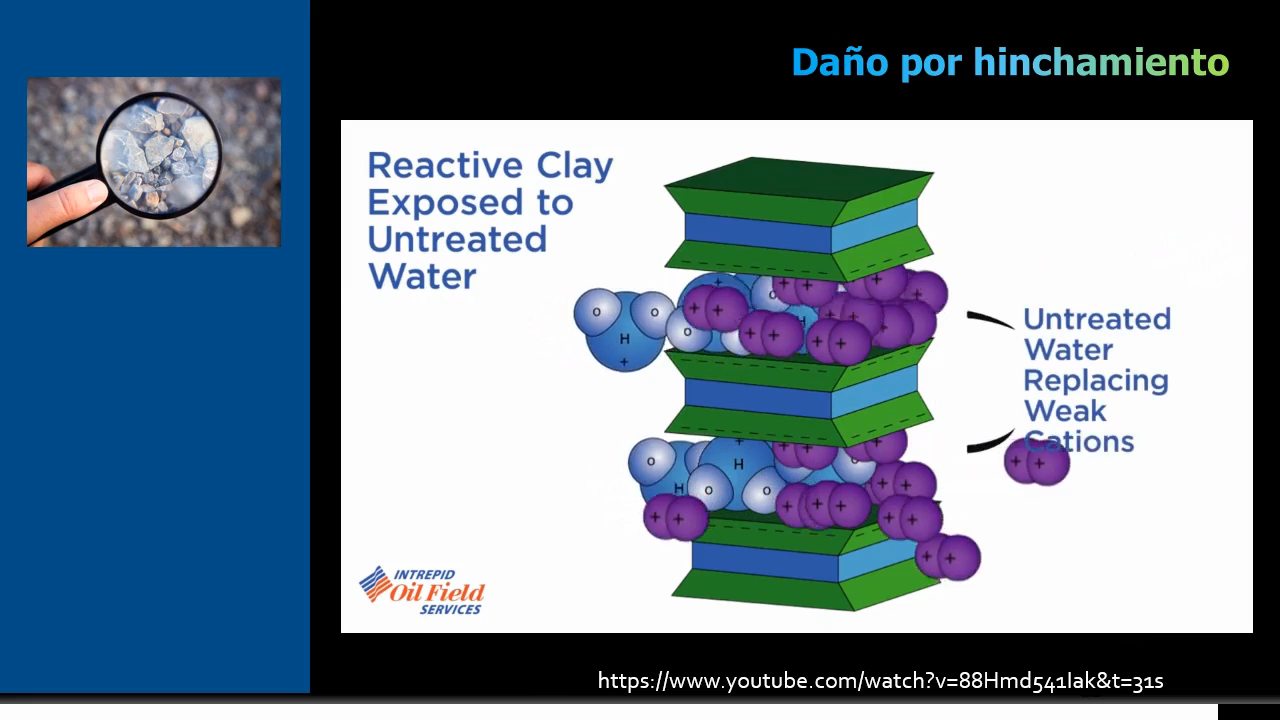 Daño por hinchamiento
Reactive Clay
Exposed to
Untreated
Water
+
O
O
H
+
O
H
+ +
+ +
+ +
+ +
+ +
+ +
+
+
Untreated
Water
Replacing
Weak
Cations
+
O
H
H
O
O
O
+ +
+ +
+ +
+ +
+ +
+ +
+ +
+ +
INTREPID
Oil Field
SERVICES
https://www.youtube.com/watch?v=88Hmd541lak&t=31s